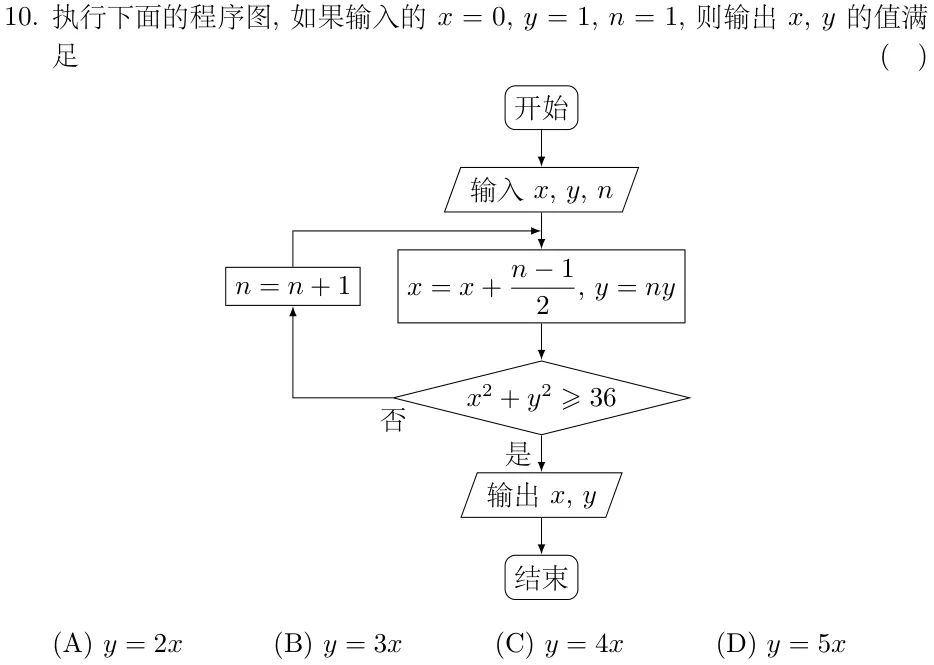 10. 执行下面的程序图, 如果输入的 x = 0, y = 1, n = 1, 则输出 x, y 的值满
足 ( )
开始
输入 x, y, n
n = n + 1
x = x + \frac{n − 1}{2}, y = ny
x² + y² ⩾ 36
否
是
输出 x, y
结束
(A) y = 2x (B) y = 3x (C) y = 4x (D) y = 5x